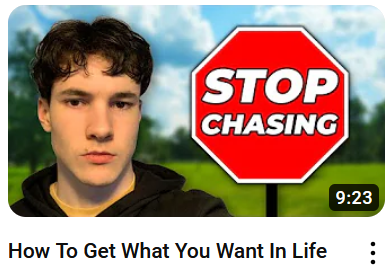 STOP
CHASING
9:23
How To Get What You Want In Life